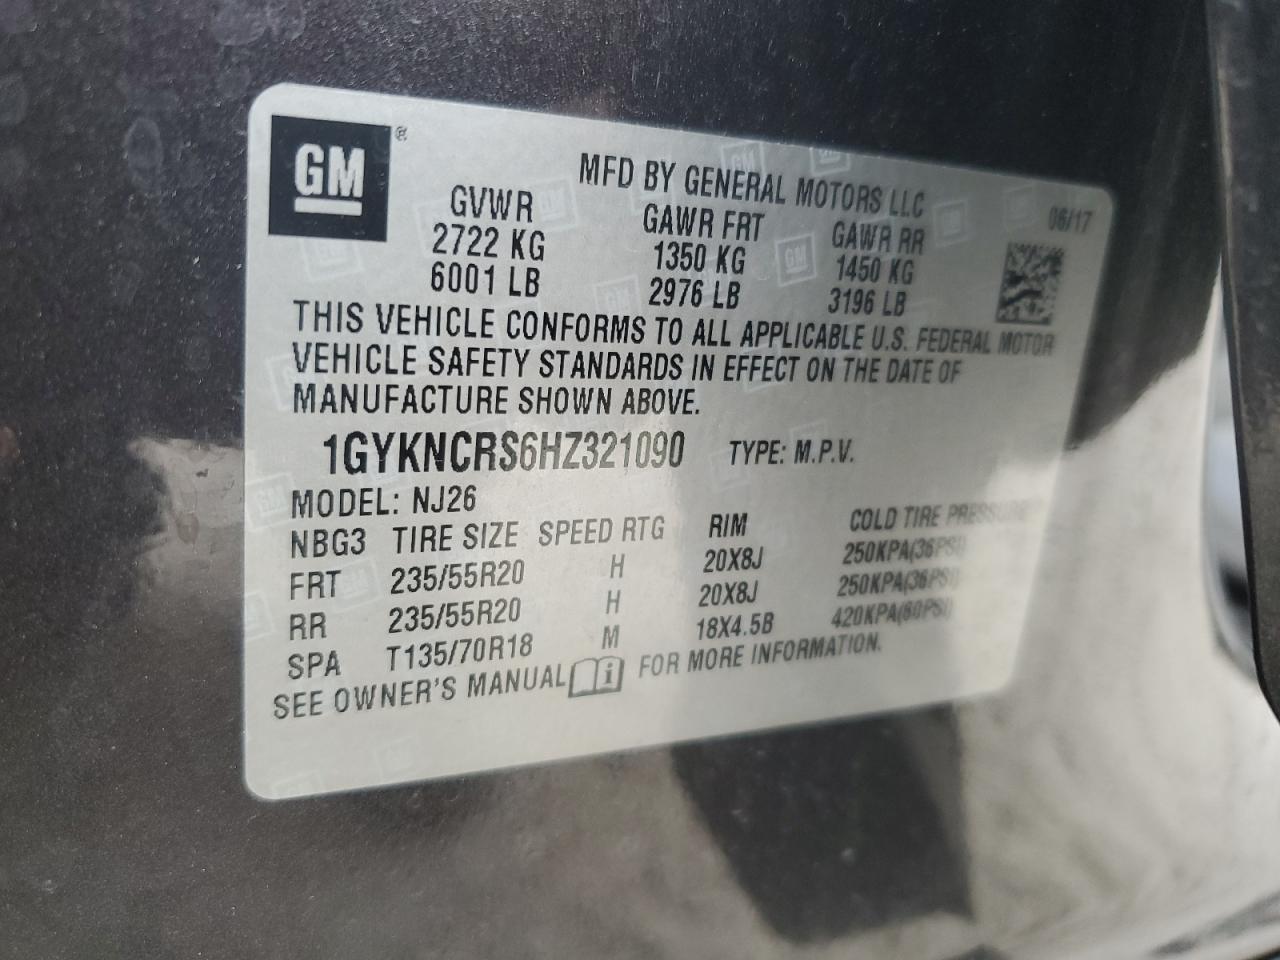 GM ®
MFD BY GENERAL MOTORS LLC
06/17
GVWR GAWR FRT GAWR RR
2722 KG 1350 KG 1450 KG
6001 LB 2976 LB 3196 LB
THIS VEHICLE CONFORMS TO ALL APPLICABLE U.S. FEDERAL MOTOR
VEHICLE SAFETY STANDARDS IN EFFECT ON THE DATE OF
MANUFACTURE SHOWN ABOVE.
1GYKNCRS6HZ321090 TYPE: M.P.V.
MODEL: NJ26
NBG3 TIRE SIZE SPEED RTG RIM COLD TIRE PRESSURE
FRT 235/55R20 H 20X8J 250KPA(36PSI)
RR 235/55R20 H 20X8J 250KPA(36PSI)
SPA T135/70R18 M 18X4.5B 420KPA(60PSI)
SEE OWNER'S MANUAL i FOR MORE INFORMATION.